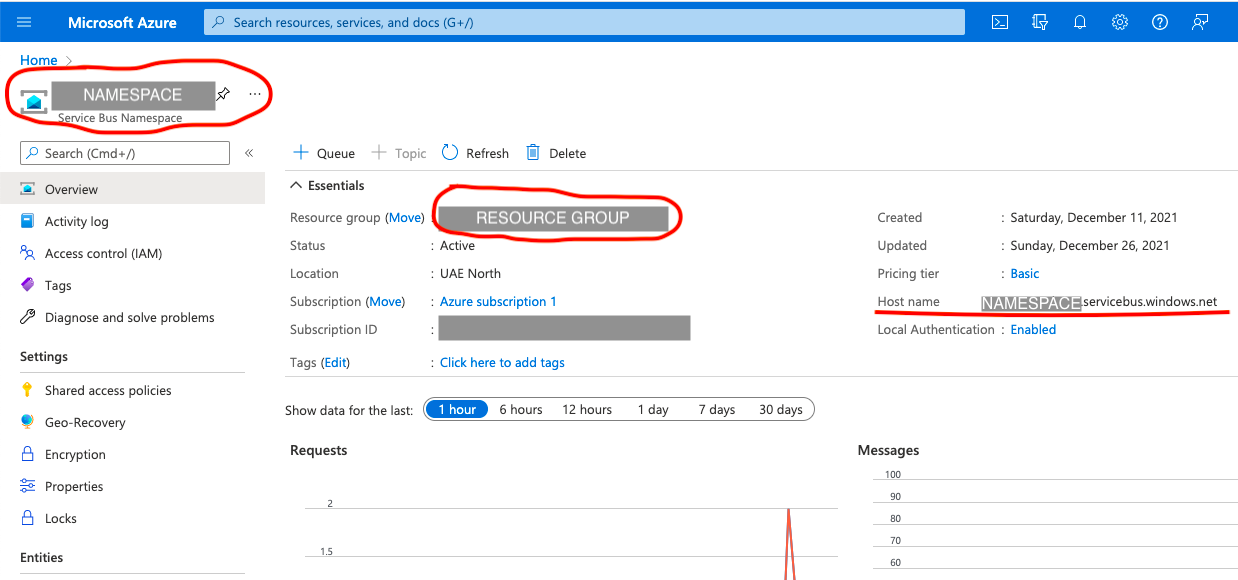 Microsoft Azure
Search resources, services, and docs (G+/)
Home >
NAMESPACE ...
Service Bus Namespace
Search (Cmd+/) «
Overview
Activity log
Access control (IAM)
Tags
Diagnose and solve problems
Settings
Shared access policies
Geo-Recovery
Encryption
Properties
Locks
Entities
+ Queue + Topic Refresh Delete
Essentials
Resource group (Move) : RESOURCE GROUP
Status : Active
Location : UAE North
Subscription (Move) : Azure subscription 1
Subscription ID :
Tags (Edit) : Click here to add tags
Created : Saturday, December 11, 2021
Updated : Sunday, December 26, 2021
Pricing tier : Basic
Host name NAMESPACE.servicebus.windows.net
Local Authentication : Enabled
Show data for the last: 1 hour 6 hours 12 hours 1 day 7 days 30 days
Requests
2
1.5
Messages
100
90
80
70
60